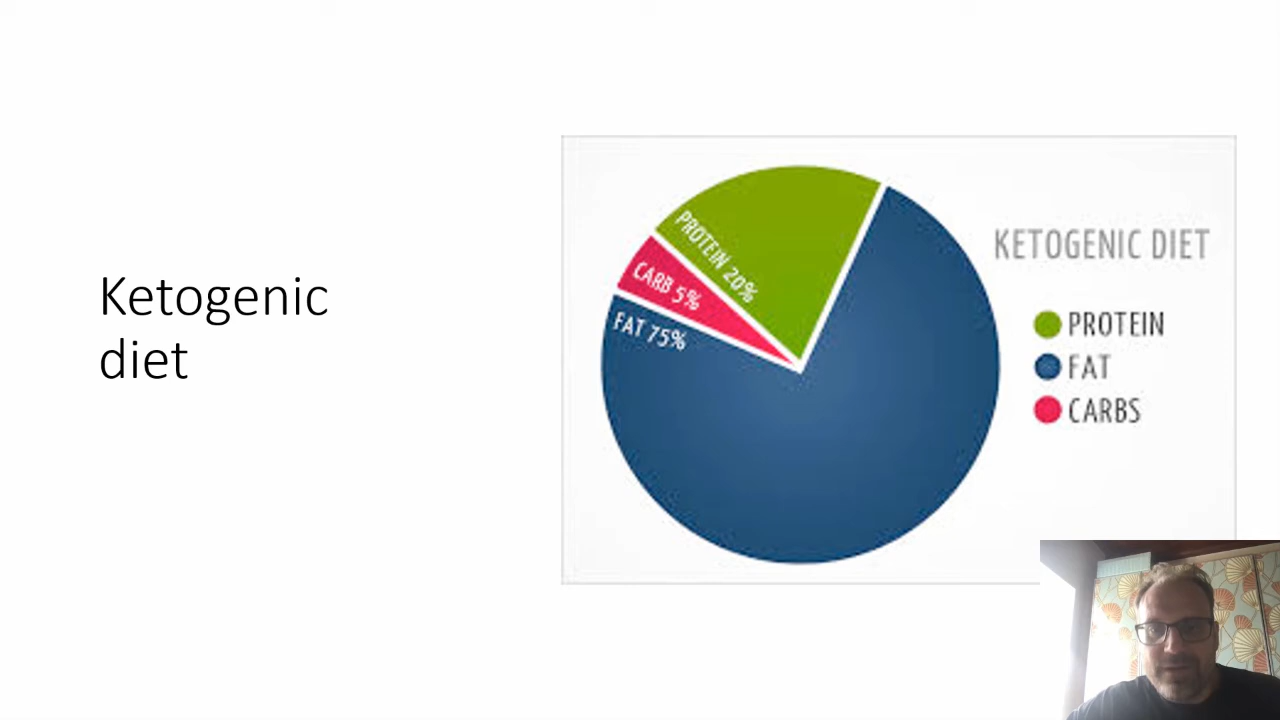 Ketogenic
diet
PROTEIN 20%
CARB 5%
FAT 75%
KETOGENIC DIET
PROTEIN
FAT
CARBS